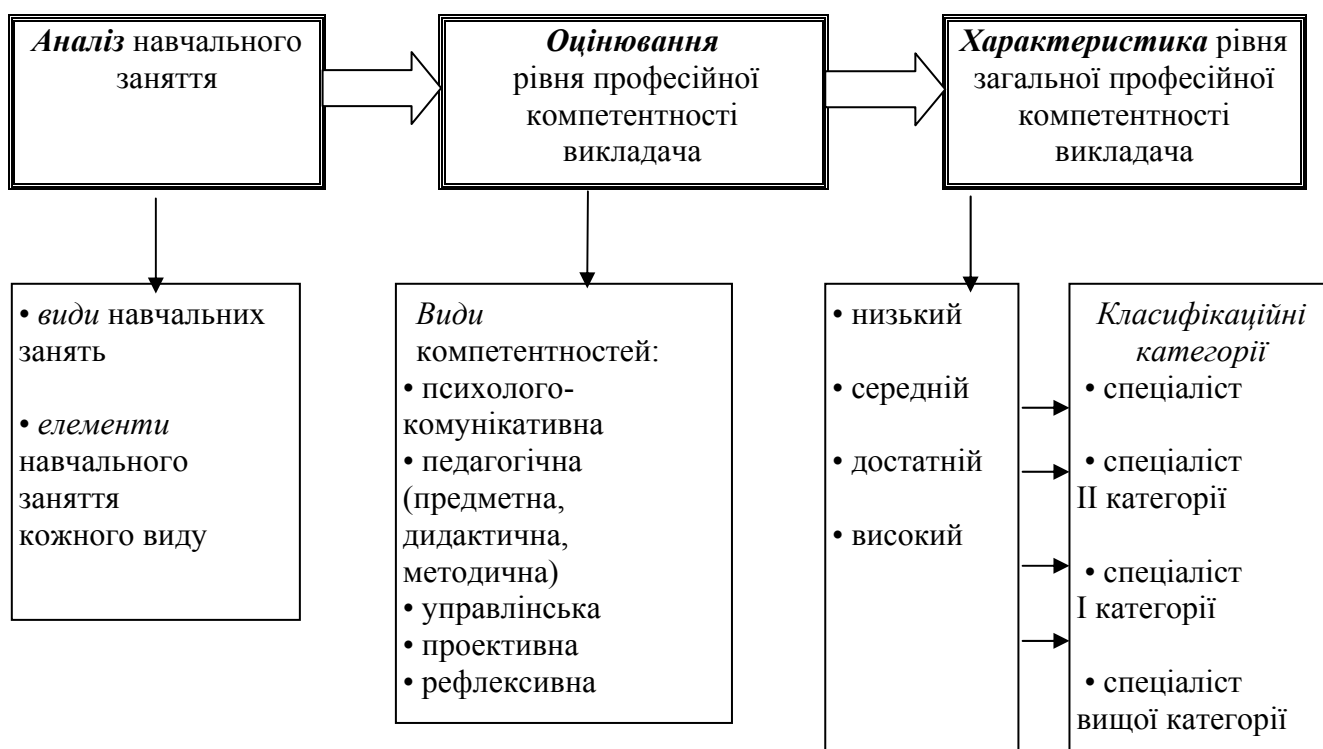 Аналіз навчального
заняття
Оцінювання
рівня професійної
компетентності
викладача
Характеристика рівня
загальної професійної
компетентності
викладача
• види навчальних
занять
• елементи
навчального
заняття
кожного виду
Види
компетентностей:
• психолого-
комунікативна
• педагогічна
(предметна,
дидактична,
методична)
• управлінська
• проективна
• рефлексивна
• низький
• середній
• достатній
• високий
Класифікаційні
категорії
• спеціаліст
• спеціаліст
ІІ категорії
• спеціаліст
І категорії
• спеціаліст
вищої категорії